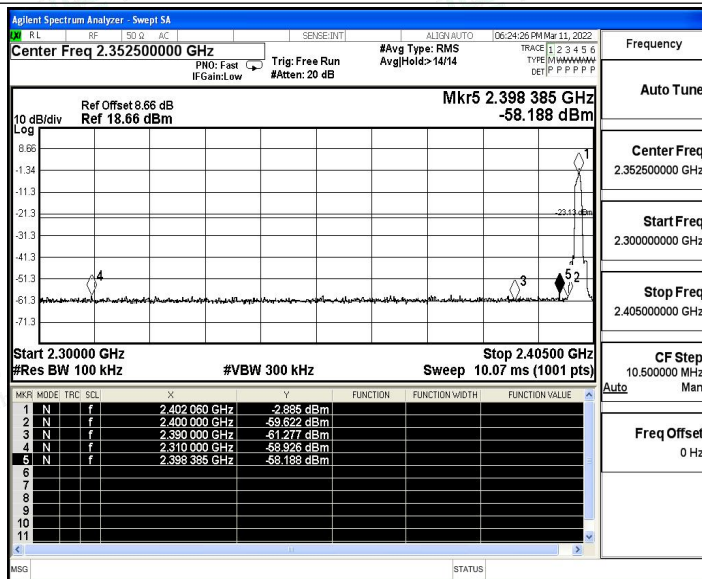 Agilent Spectrum Analyzer - Swept SA
LXI RL RF 50 Ω AC SENSE:INT ALIGN AUTO 06:24:26 PM Mar 11, 2022
Center Freq 2.352500000 GHz #Avg Type: RMS TRACE 1 2 3 4 5 6
PNO: Fast Trig: Free Run Avg|Hold:>14/14 TYPE MWWWWW
IFGain:Low #Atten: 20 dB DET P P P P P P
Frequency
Auto Tune
Mkr5 2.398 385 GHz
Ref Offset 8.66 dB
10 dB/div Ref 18.66 dBm -58.188 dBm
Log
8.66
1
-1.34
-11.3
-21.3 -23.13 dBm
-31.3
-41.3
-51.3 4 3 5 2
-61.3
-71.3
Start 2.30000 GHz Stop 2.40500 GHz
#Res BW 100 kHz #VBW 300 kHz Sweep 10.07 ms (1001 pts)
Center Freq
2.352500000 GHz
Start Freq
2.300000000 GHz
Stop Freq
2.405000000 GHz
CF Step
10.500000 MHz
Auto Man
Freq Offset
0 Hz
MKR MODE TRC SCL X Y FUNCTION FUNCTION WIDTH FUNCTION VALUE
1 N f 2.402 060 GHz -2.885 dBm
2 N f 2.400 000 GHz -59.622 dBm
3 N f 2.390 000 GHz -61.277 dBm
4 N f 2.310 000 GHz -58.926 dBm
5 N f 2.398 385 GHz -58.188 dBm
6
7
8
9
10
11
MSG STATUS